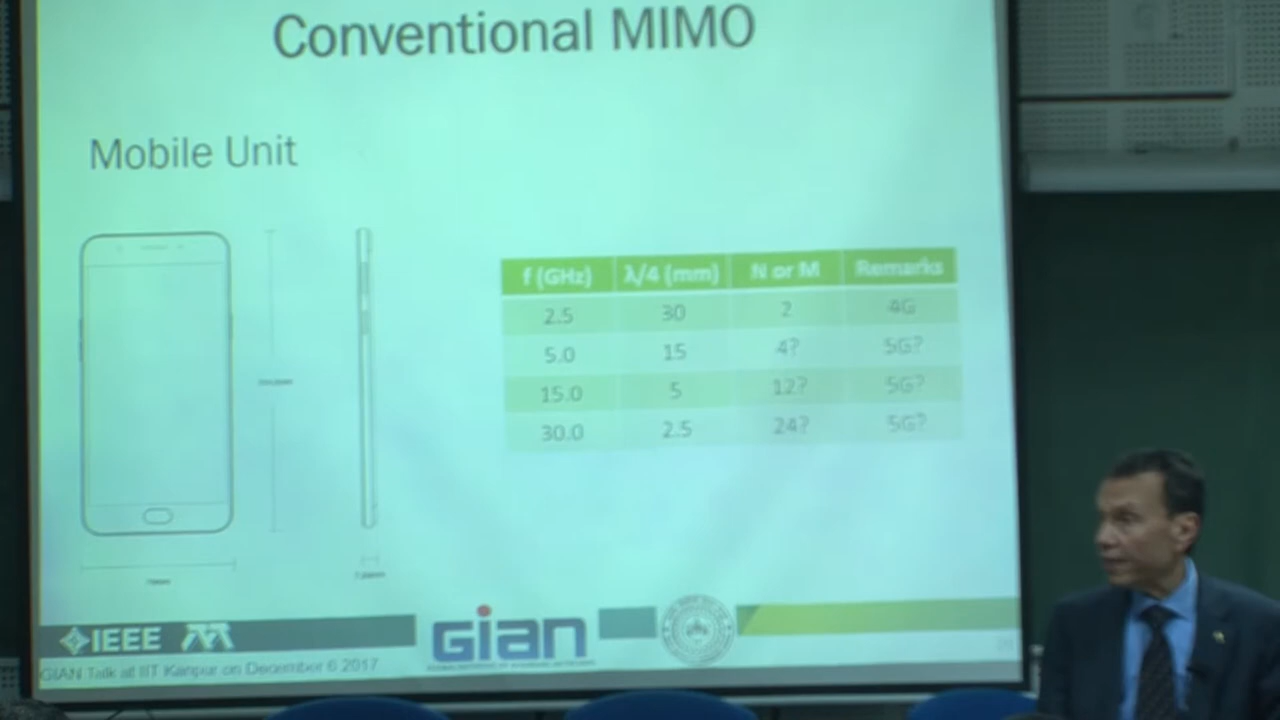 Conventional MIMO
Mobile Unit
f (GHz) λ/4 (mm) N or M Remarks
2.5 30 2 4G
5.0 15 4? 5G?
15.0 5 12? 5G?
30.0 2.5 24? 5G?
IEEE
Gian
GIAN Talk at IIT Kanpur on December 6 2017